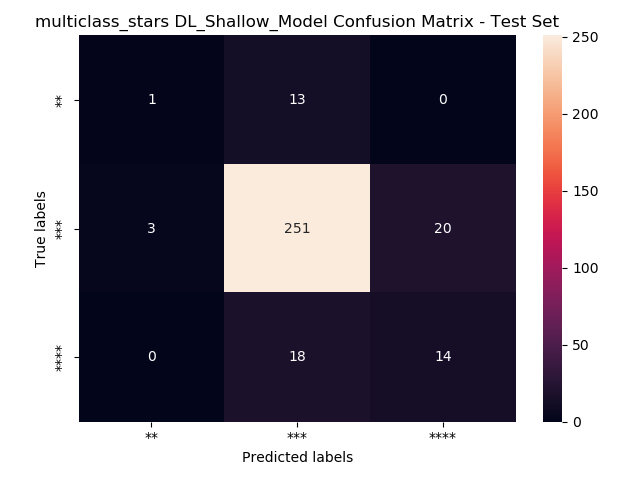 multiclass_stars DL_Shallow_Model Confusion Matrix - Test Set
250
200
150
100
50
0
True labels
**
***
****
1 13 0
3 251 20
0 18 14
** *** ****
Predicted labels